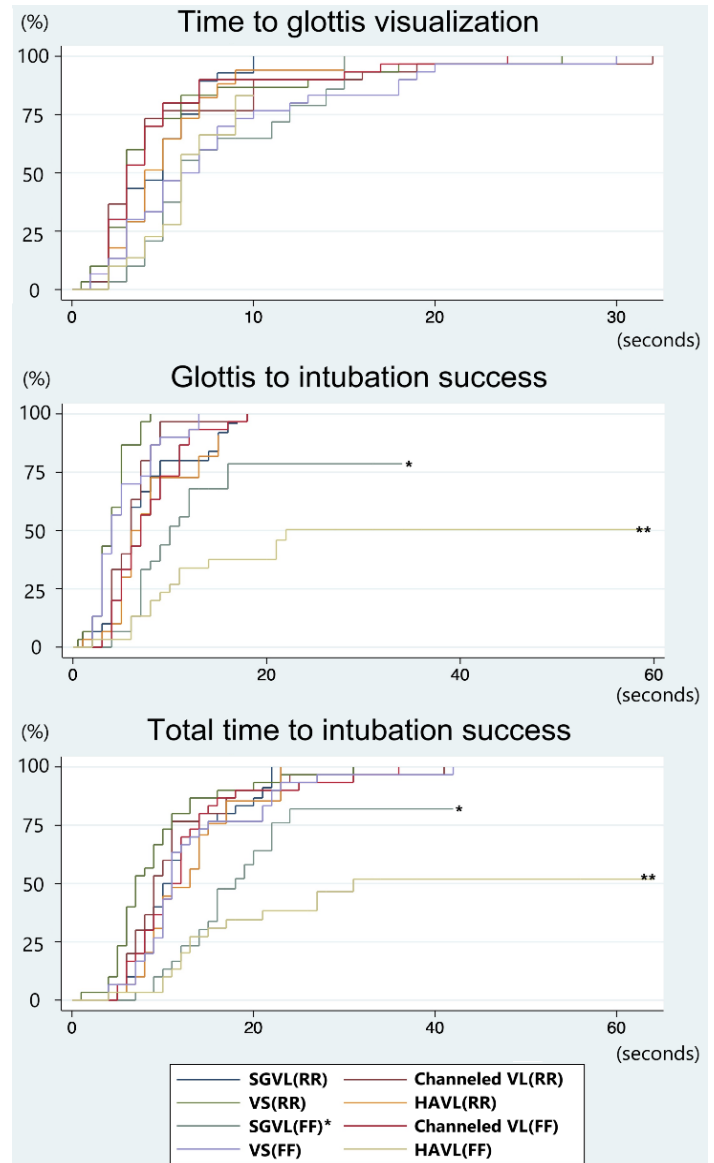 (%) Time to glottis visualization
100
75
50
25
0
0 10 20 30
(seconds)
(%) Glottis to intubation success
100
75
50
25
0
*
**
0 20 40 60
(seconds)
(%) Total time to intubation success
100
75
50
25
0
*
**
0 20 40 60
(seconds)
SGVL(RR) Channeled VL(RR)
VS(RR) HAVL(RR)
SGVL(FF)* Channeled VL(FF)
VS(FF) HAVL(FF)